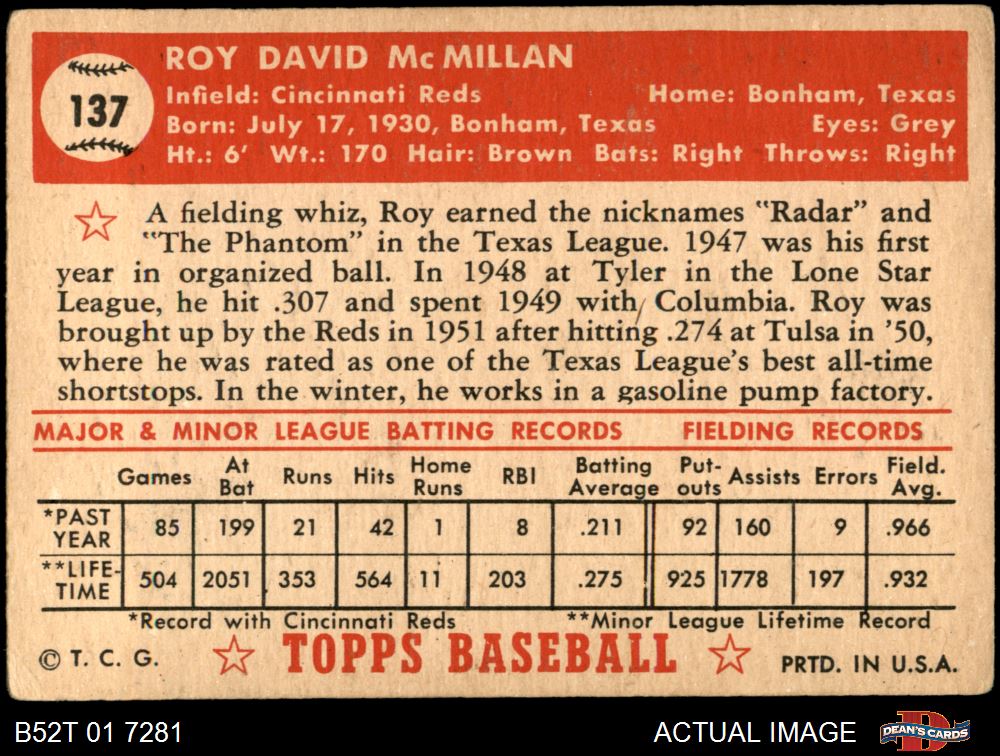 137
ROY DAVID McMILLAN
Infield: Cincinnati Reds Home: Bonham, Texas
Born: July 17, 1930, Bonham, Texas Eyes: Grey
Ht.: 6' Wt.: 170 Hair: Brown Bats: Right Throws: Right
A fielding whiz, Roy earned the nicknames "Radar" and
"The Phantom" in the Texas League. 1947 was his first
year in organized ball. In 1948 at Tyler in the Lone Star
League, he hit .307 and spent 1949 with Columbia. Roy was
brought up by the Reds in 1951 after hitting .274 at Tulsa in '50,
where he was rated as one of the Texas League's best all-time
shortstops. In the winter, he works in a gasoline pump factory.
MAJOR & MINOR LEAGUE BATTING RECORDS FIELDING RECORDS
Games At Bat Runs Hits Home Runs RBI Batting Average Put-outs Assists Errors Field. Avg.
*PAST YEAR 85 199 21 42 1 8 .211 92 160 9 .966
**LIFE-TIME 504 2051 353 564 11 203 .275 925 1778 197 .932
*Record with Cincinnati Reds **Minor League Lifetime Record
© T. C. G. TOPPS BASEBALL PRTD. IN U.S.A.
B52T 01 7281 ACTUAL IMAGE D DEAN'S CARDS